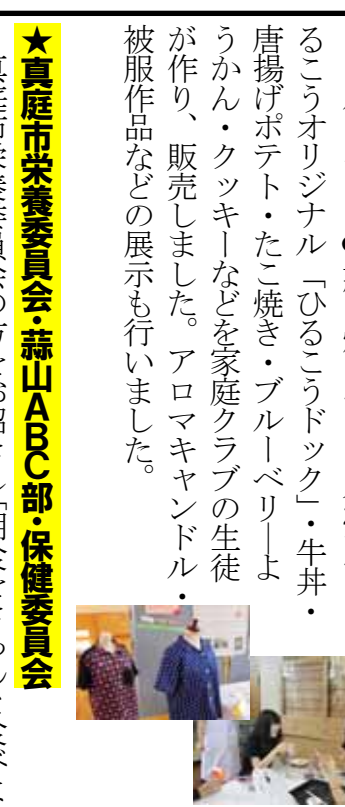 るこうオリジナル「ひるこうドック」・牛丼・
唐揚げポテト・たこ焼き・ブルーベリーよ
うかん・クッキーなどを家庭クラブの生徒
が作り、販売しました。アロマキャンドル・
被服作品などの展示も行いました。
★真庭市栄養委員会・蒜山ABC部・保健委員会